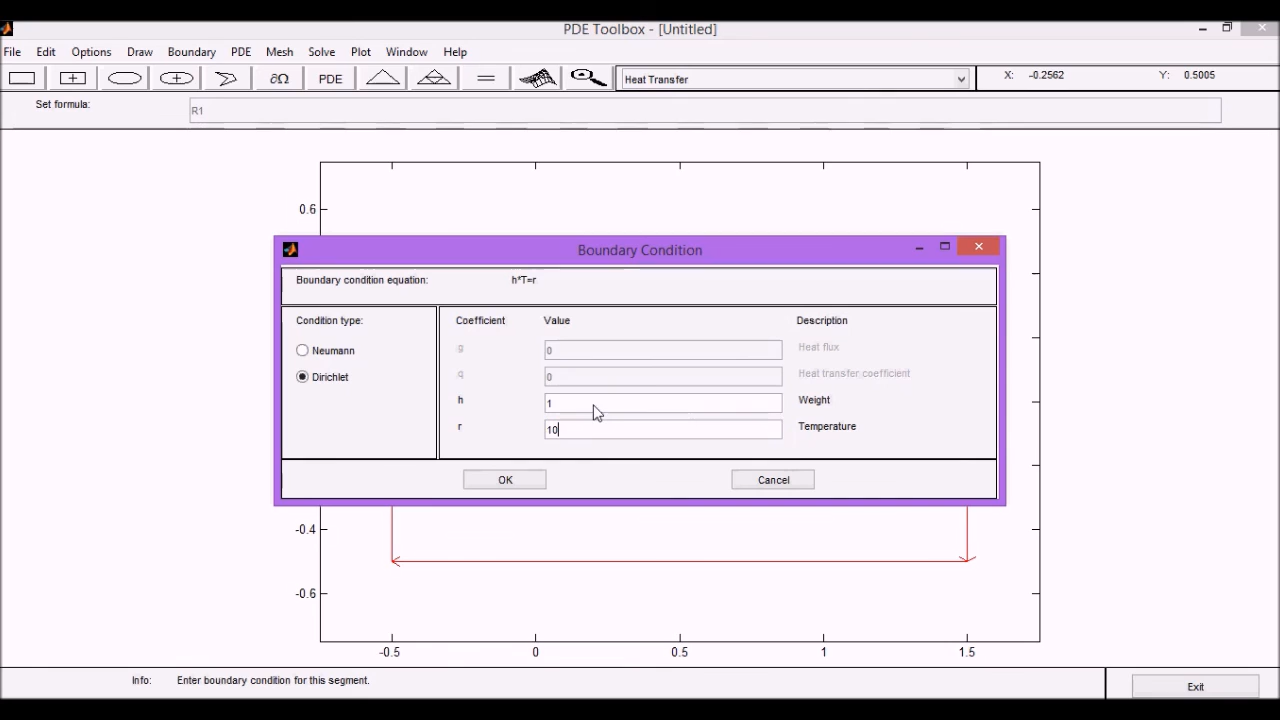 PDE Toolbox - [Untitled]
File Edit Options Draw Boundary PDE Mesh Solve Plot Window Help
∂Ω PDE = Heat Transfer X: -0.2562 Y: 0.5005
Set formula: R1
0.6
Boundary Condition
Boundary condition equation: h*T=r
Condition type: Coefficient Value Description
Neumann g 0 Heat flux
Dirichlet q 0 Heat transfer coefficient
h 1 Weight
r 10 Temperature
OK Cancel
-0.4
-0.6
-0.5 0 0.5 1 1.5
Info: Enter boundary condition for this segment. Exit